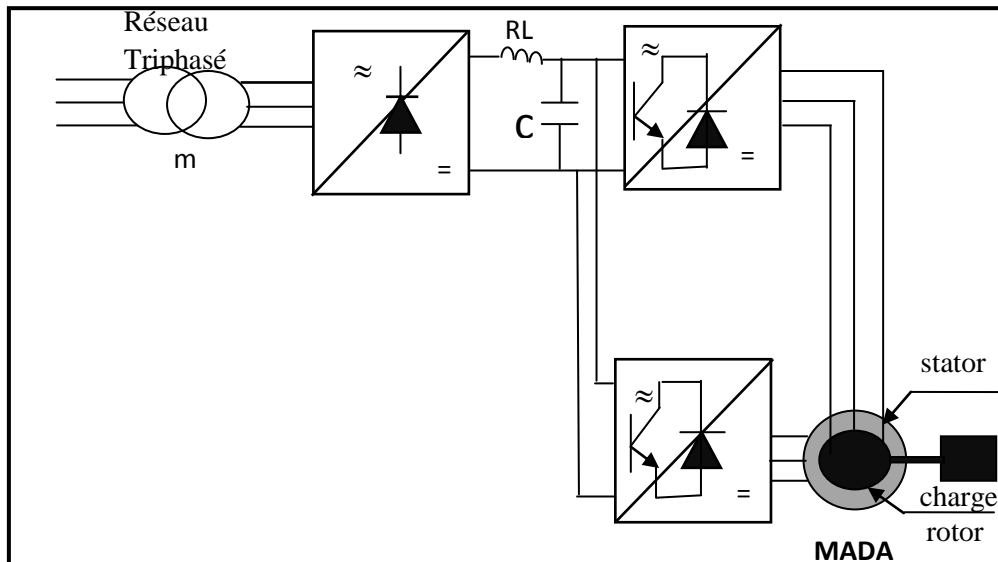 Réseau
Triphasé
m
≈
=
RL
C
≈
=
≈
=
stator
charge
rotor
MADA